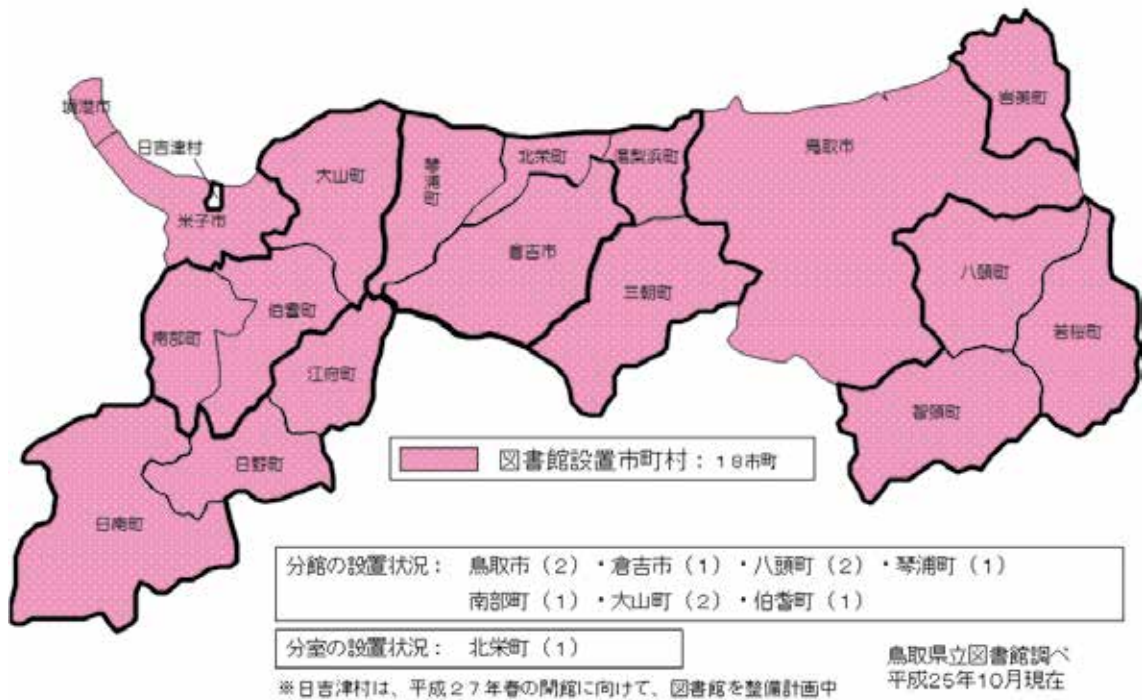 境港市
日吉津村
米子市
大山町
琴浦町
北栄町
湯梨浜町
鳥取市
岩美町
倉吉市
三朝町
八頭町
若桜町
智頭町
南部町
伯耆町
江府町
日野町
日南町
図書館設置市町村：18市町
分館の設置状況： 鳥取市（2）・倉吉市（1）・八頭町（2）・琴浦町（1）
南部町（1）・大山町（2）・伯耆町（1）
分室の設置状況： 北栄町（1）
※日吉津村は、平成27年春の開館に向けて、図書館を整備計画中
鳥取県立図書館調べ
平成25年10月現在